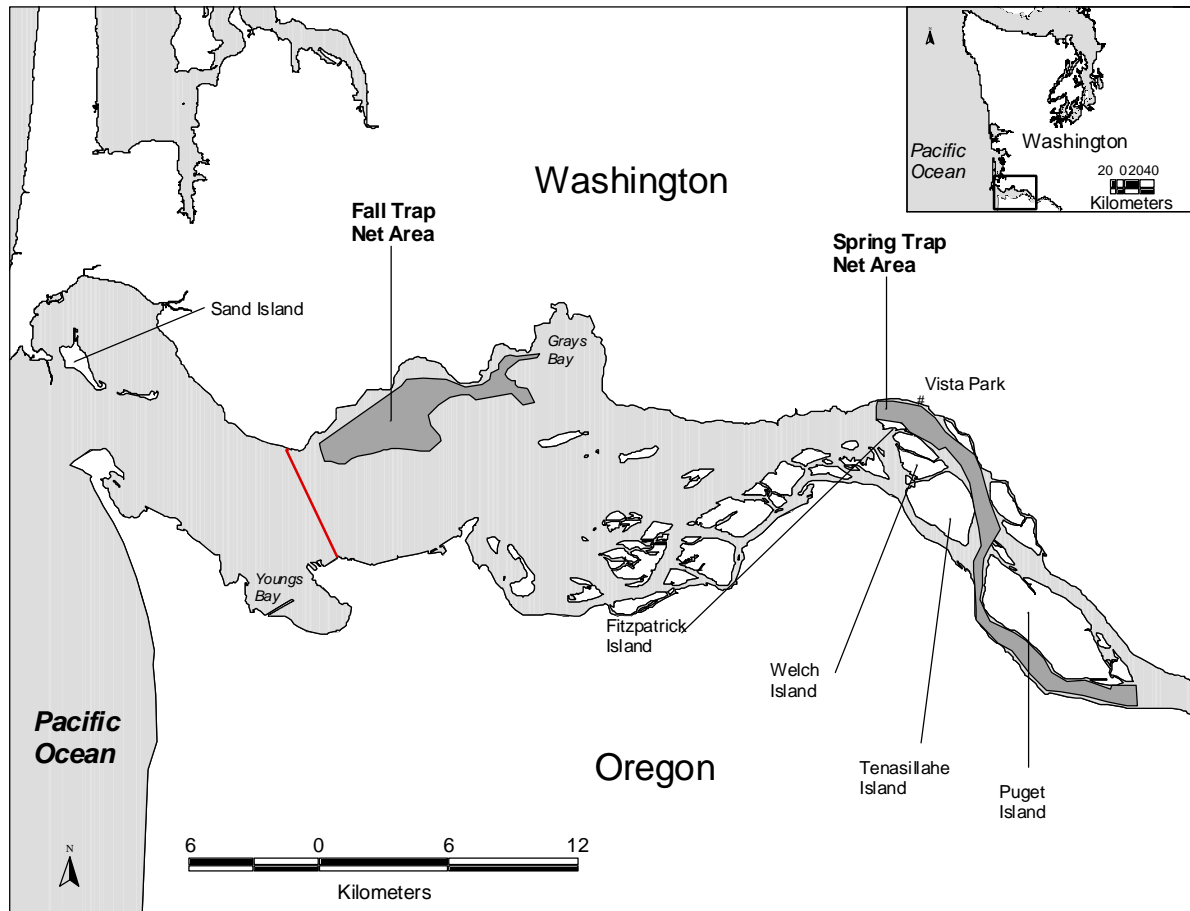 Washington
Pacific
Ocean
20 0 20 40
Kilometers
Washington
Fall Trap
Net Area
Spring Trap
Net Area
Sand Island
Grays
Bay
Vista Park
#
Youngs
Bay
Fitzpatrick
Island
Welch
Island
Pacific
Ocean
Oregon
Tenasillahe
Island
Puget
Island
N
6 0 6 12
Kilometers